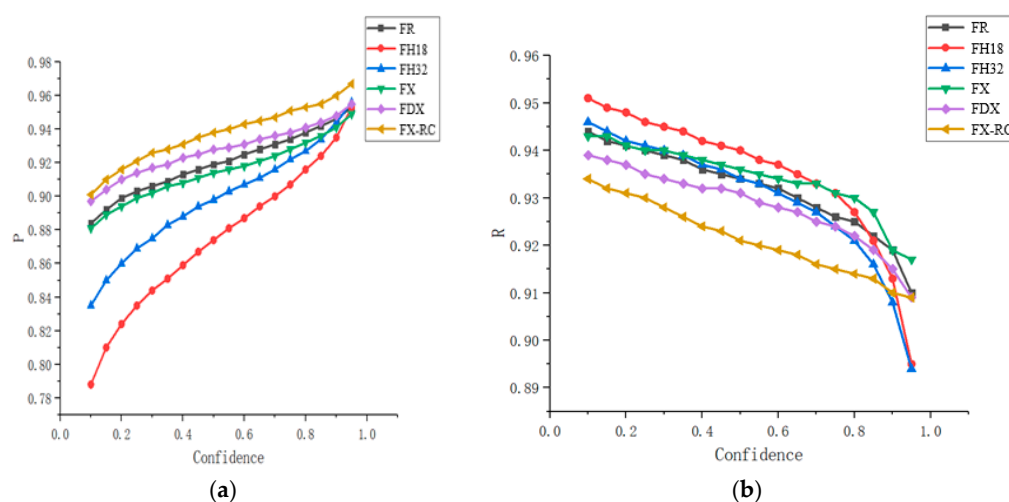 FR
FH18
FH32
FX
FDX
FX-RC
0.98
0.96
0.94
0.92
0.90
0.88
0.86
0.84
0.82
0.80
0.78
P
0.0
0.2
0.4
0.6
0.8
1.0
Confidence
(a)
FR
FH18
FH32
FX
FDX
FX-RC
0.96
0.95
0.94
0.93
0.92
0.91
0.90
0.89
R
0.0
0.2
0.4
0.6
0.8
1.0
Confidence
(b)